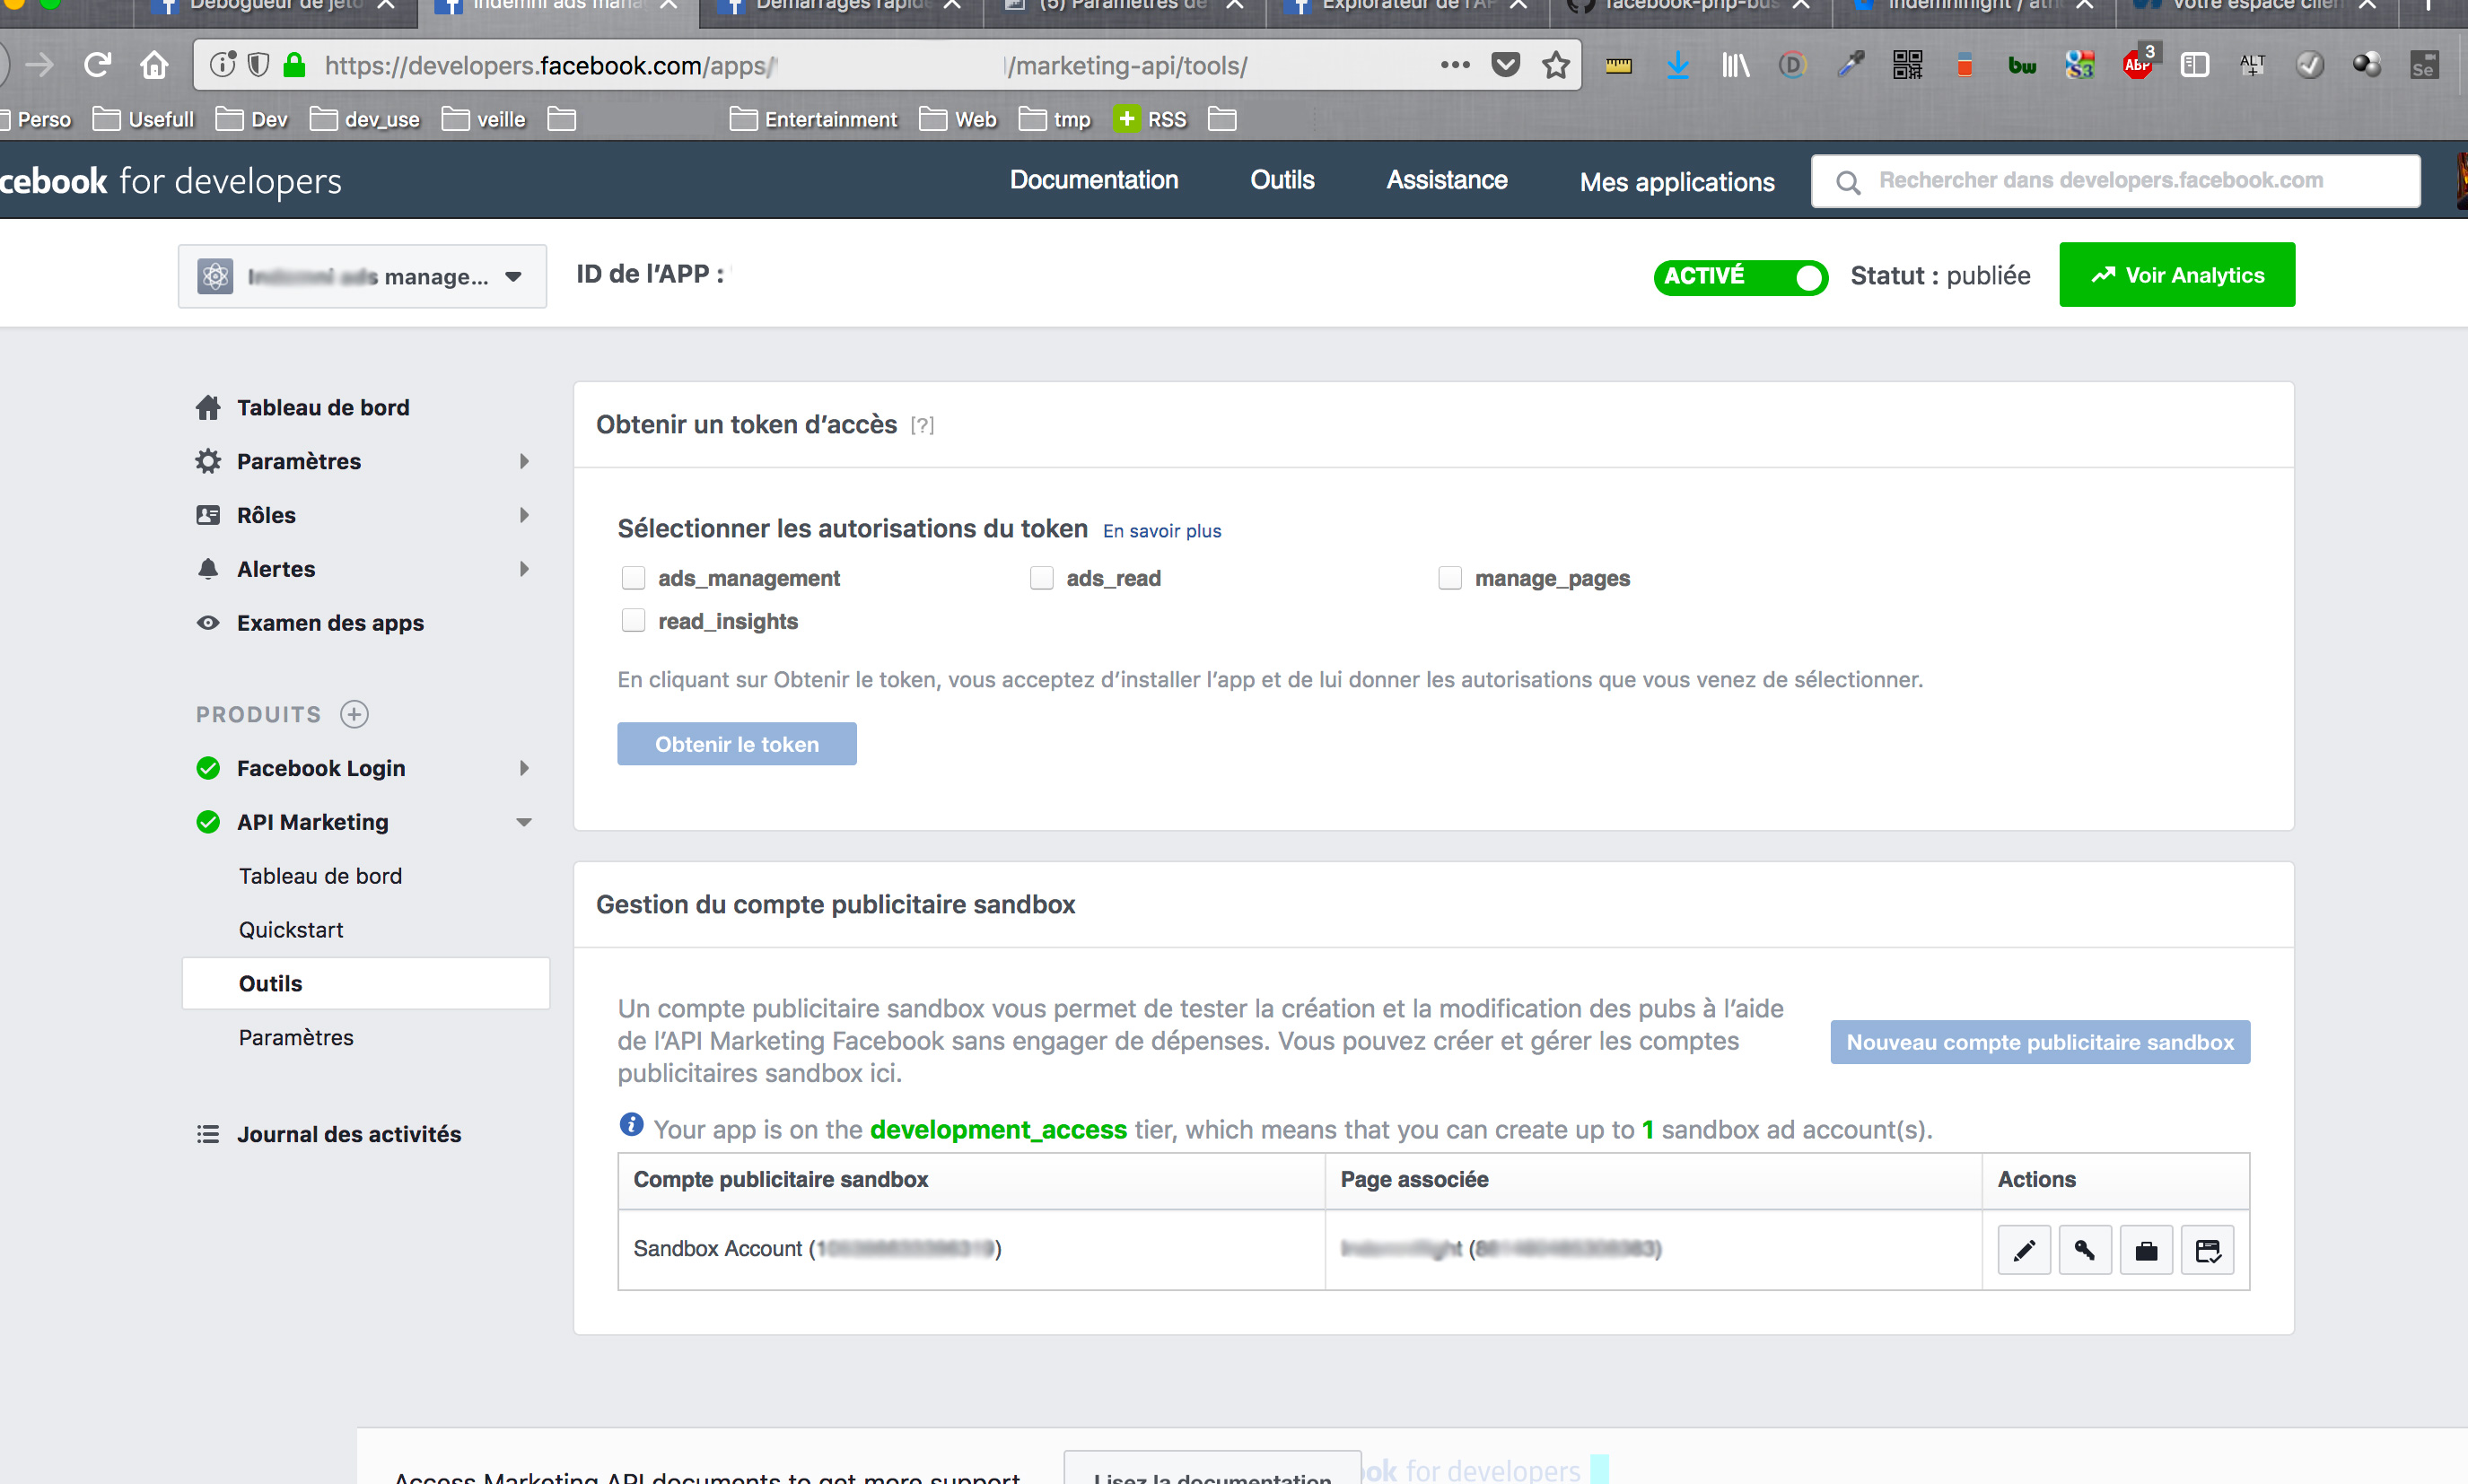 Débogueur de jeto
ads mana
Démarrages rapide
(5) Paramètres de
Explorateur de l'AP
facebook-php-bus
Votre espace clien
https://developers.facebook.com/apps/ /marketing-api/tools/
3
ABP
ALT
bw
S3
Se
Perso
Usefull
Dev
dev_use
veille
Entertainment
Web
tmp
RSS
cebook for developers
Documentation
Outils
Assistance
Mes applications
Rechercher dans developers.facebook.com
ads manage...
ID de l'APP :
ACTIVÉ
Statut : publiée
Voir Analytics
Tableau de bord
Paramètres
Rôles
Alertes
Examen des apps
PRODUITS
Facebook Login
API Marketing
Tableau de bord
Quickstart
Outils
Paramètres
Journal des activités
Obtenir un token d'accès [?]
Sélectionner les autorisations du token En savoir plus
ads_management
ads_read
manage_pages
read_insights
En cliquant sur Obtenir le token, vous acceptez d'installer l'app et de lui donner les autorisations que vous venez de sélectionner.
Obtenir le token
Gestion du compte publicitaire sandbox
Un compte publicitaire sandbox vous permet de tester la création et la modification des pubs à l'aide
de l'API Marketing Facebook sans engager de dépenses. Vous pouvez créer et gérer les comptes
publicitaires sandbox ici.
Nouveau compte publicitaire sandbox
Your app is on the development_access tier, which means that you can create up to 1 sandbox ad account(s).
Compte publicitaire sandbox
Page associée
Actions
Sandbox Account ( )
Access Marketing API documents to get more support
Lisez la documentation
ok for developers